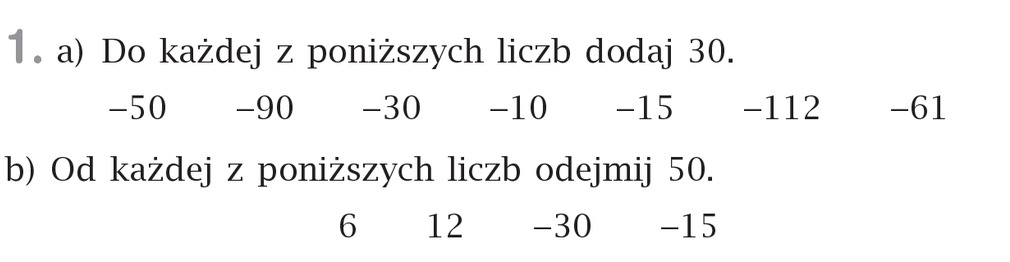 1. a) Do każdej z poniższych liczb dodaj 30.
–50 –90 –30 –10 –15 –112 –61
b) Od każdej z poniższych liczb odejmij 50.
6 12 –30 –15